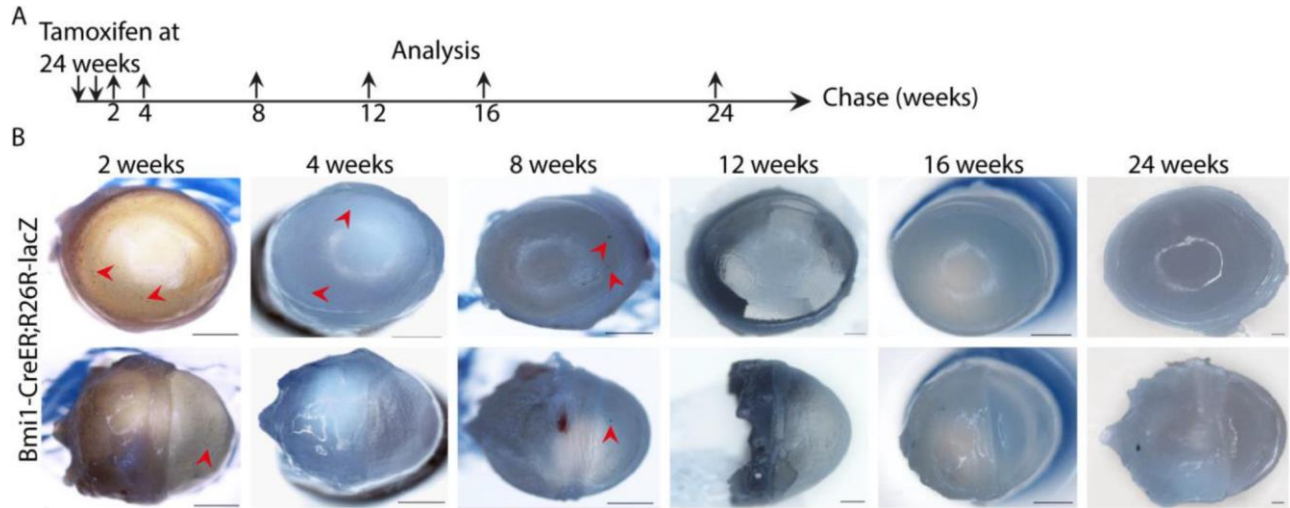 A
Tamoxifen at
24 weeks
Analysis
2 4 8 12 16 24
Chase (weeks)
B
2 weeks 4 weeks 8 weeks 12 weeks 16 weeks 24 weeks
Bmi1-CreER;R26R-lacZ